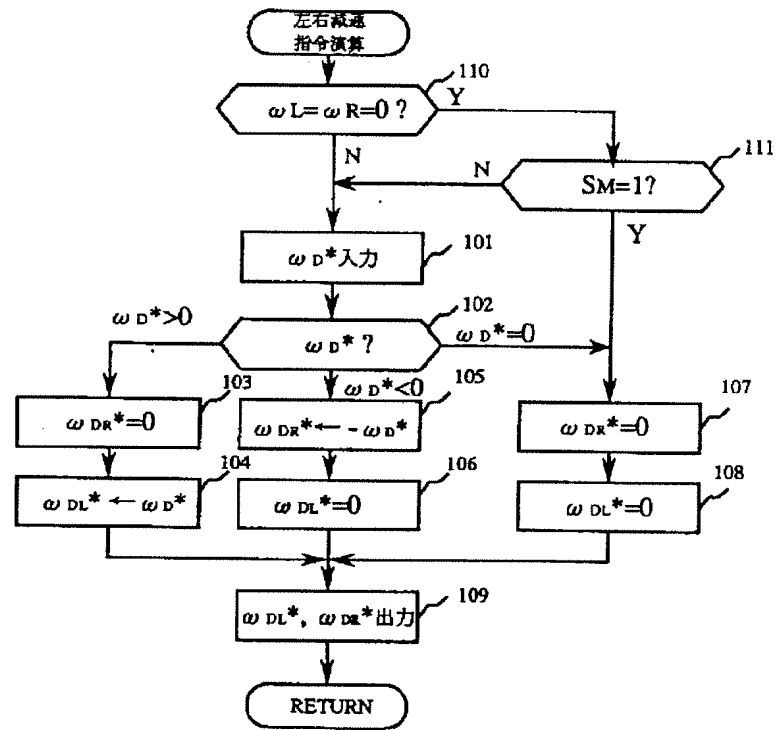 左右減速
指令演算
110
ωL=ωR=0?
Y
N
111
N
SM=1?
Y
101
ωD*入力
102
ωD*>0
ωD*?
ωD*=0
ωD*<0
103
ωDR*=0
105
ωDR*← -ωD*
107
ωDR*=0
104
ωDL* ← ωD*
106
ωDL*=0
108
ωDL*=0
109
ωDL*, ωDR*出力
RETURN